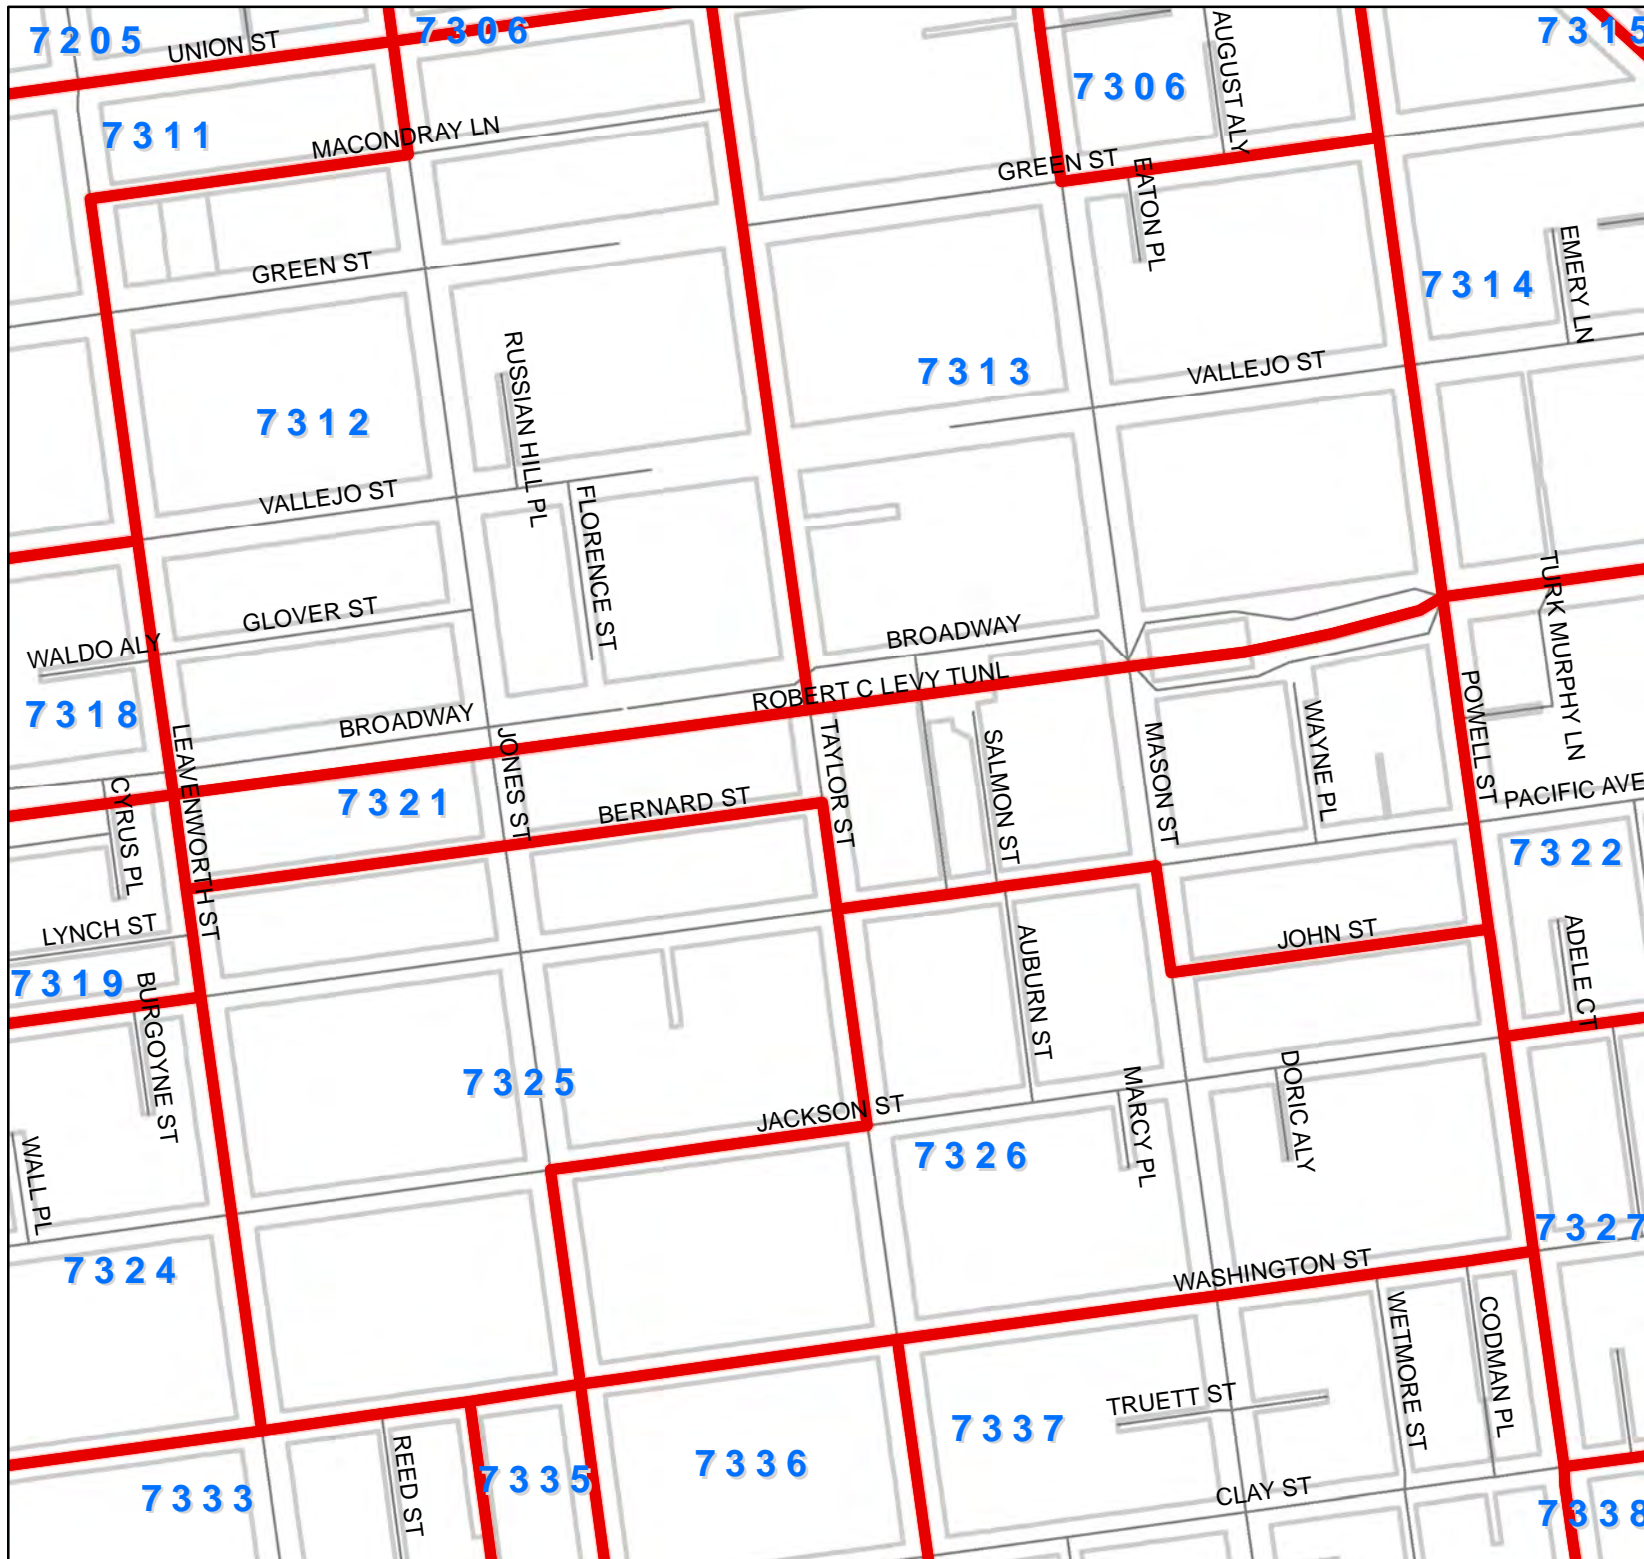 7205
UNION ST
7306
AUGUST ALY
7315
7306
7311
MACONDRAY LN
GREEN ST
EATON PL
GREEN ST
EMERY LN
7314
RUSSIAN HILL PL
7313
VALLEJO ST
7312
VALLEJO ST
FLORENCE ST
TURK MURPHY LN
GLOVER ST
BROADWAY
WALDO ALY
ROBERT C LEVY TUNL
7318
BROADWAY
LEAVENWORTH ST
JONES ST
TAYLOR ST
SALMON ST
MASON ST
WAYNE PL
POWELL ST
CYRUS PL
7321
BERNARD ST
PACIFIC AVE
7322
LYNCH ST
AUBURN ST
JOHN ST
ADELE CT
7319
BURGOYNE ST
7325
JACKSON ST
MARCY PL
DORIC ALY
WALL PL
7326
7324
7327
WASHINGTON ST
WETMORE ST
CODMAN PL
TRUETT ST
7337
REED ST
7335
7336
7333
CLAY ST
7338